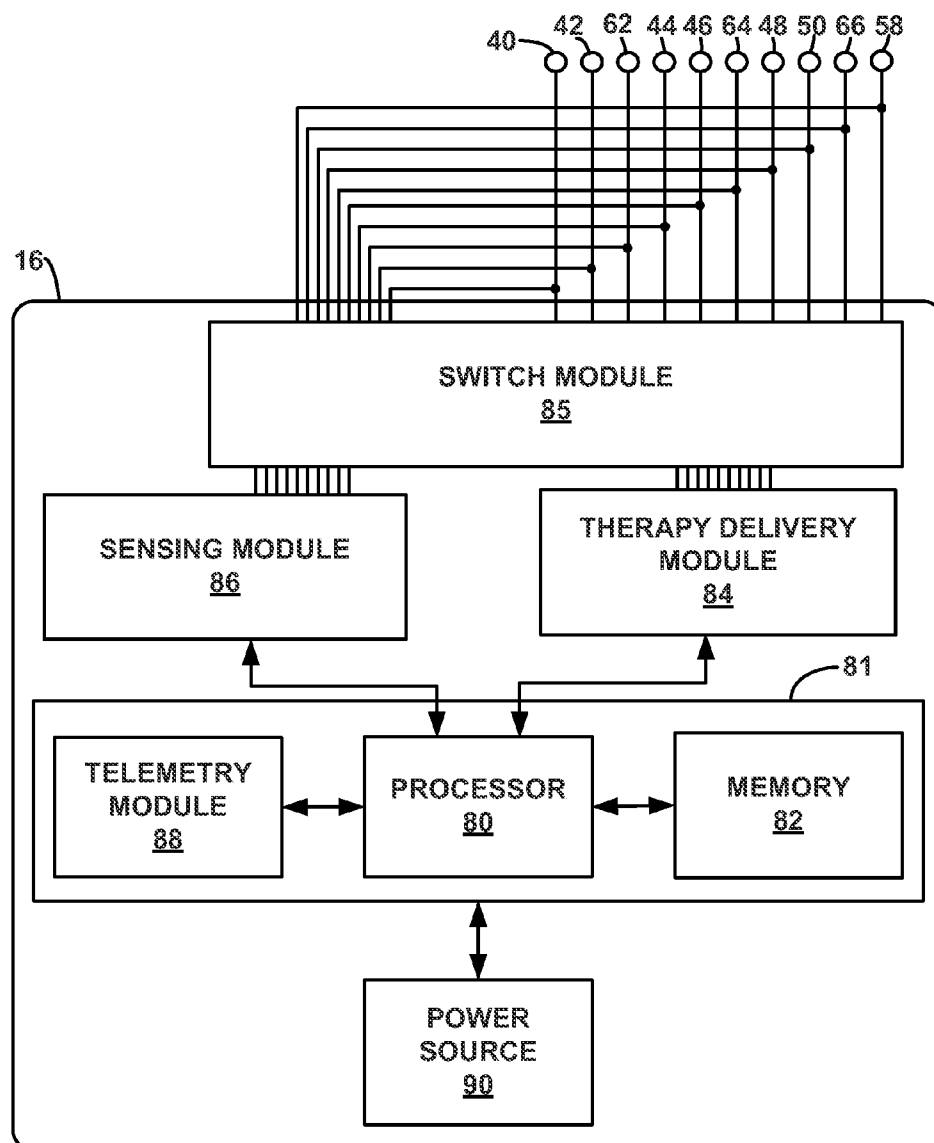 40 42 62 44 46 64 48 50 66 58
16
SWITCH MODULE
85
SENSING MODULE
86
THERAPY DELIVERY
MODULE
84
81
TELEMETRY
MODULE
88
PROCESSOR
80
MEMORY
82
POWER
SOURCE
90